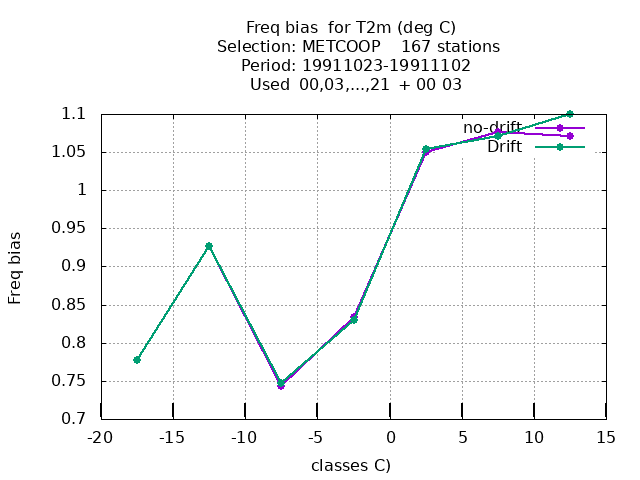 Freq bias  for T2m (deg C)
Selection: METCOOP    167 stations
Period: 19911023-19911102
Used  00,03,...,21  + 00 03
1.1
1.05
1
0.95
0.9
0.85
0.8
0.75
0.7
Freq bias
no-drift
Drift
-20 -15 -10 -5 0 5 10 15
classes C)